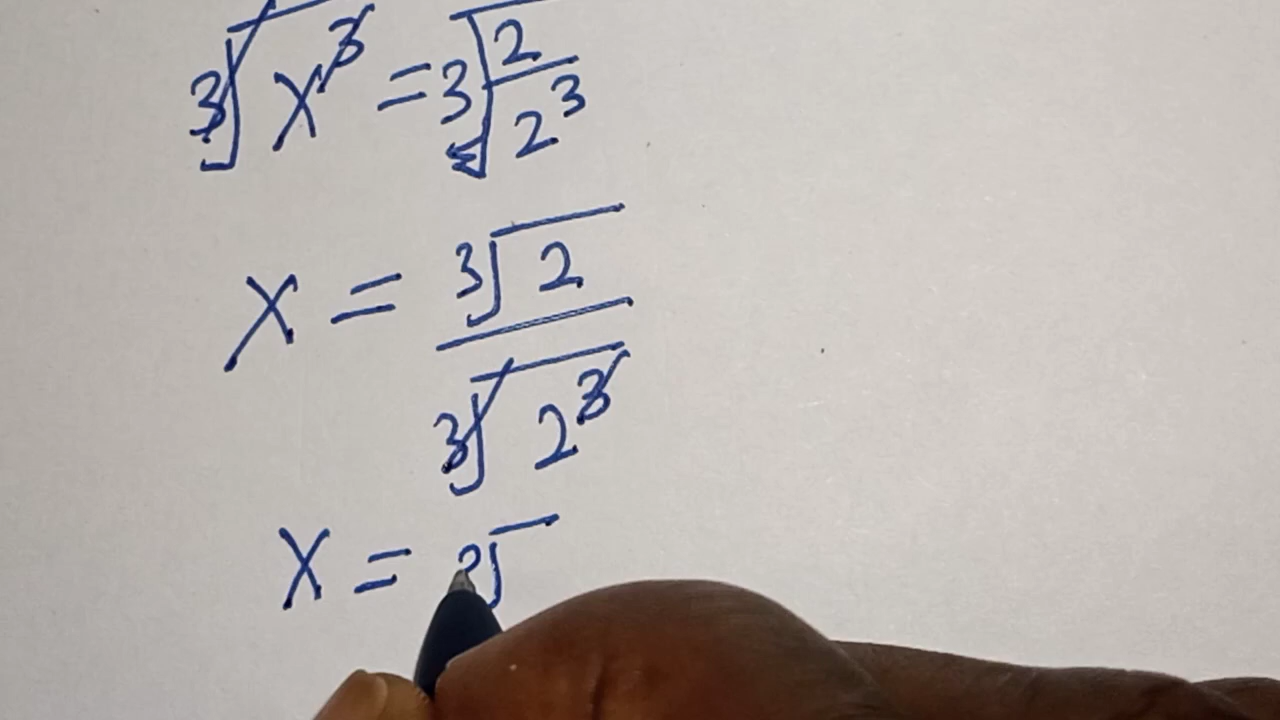 ∛x³ = ∛(2/2³)
x = ∛2/∛2³
x = ∛